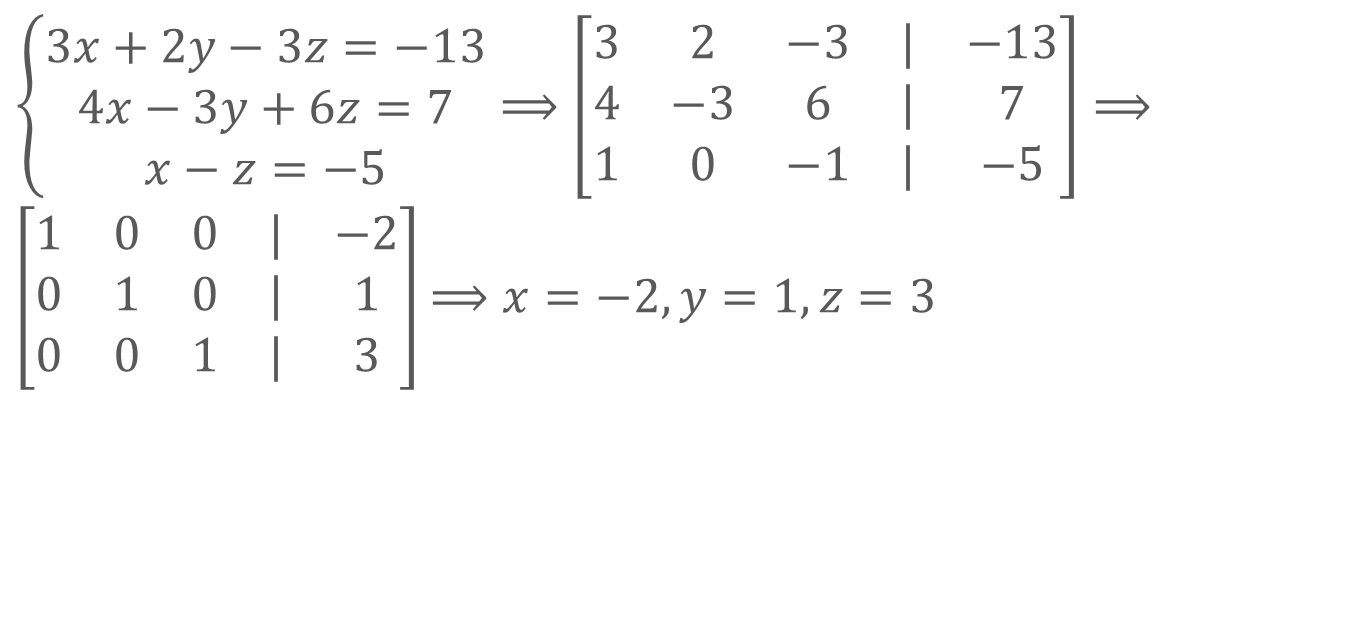 3x + 2y − 3z = −13
4x − 3y + 6z = 7
x − z = −5
⟹
3 2 −3 | −13
4 −3 6 | 7
1 0 −1 | −5
⟹
1 0 0 | −2
0 1 0 | 1
0 0 1 | 3
⟹ x = −2, y = 1, z = 3